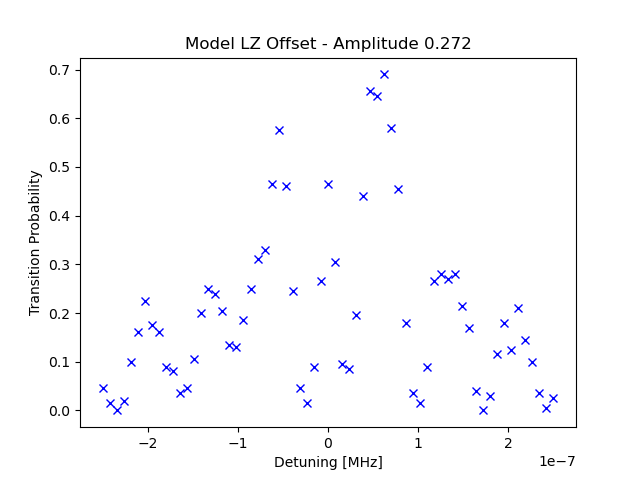 Model LZ Offset - Amplitude 0.272
Transition Probability
0.7
0.6
0.5
0.4
0.3
0.2
0.1
0.0
−2 −1 0 1 2
1e−7
Detuning [MHz]